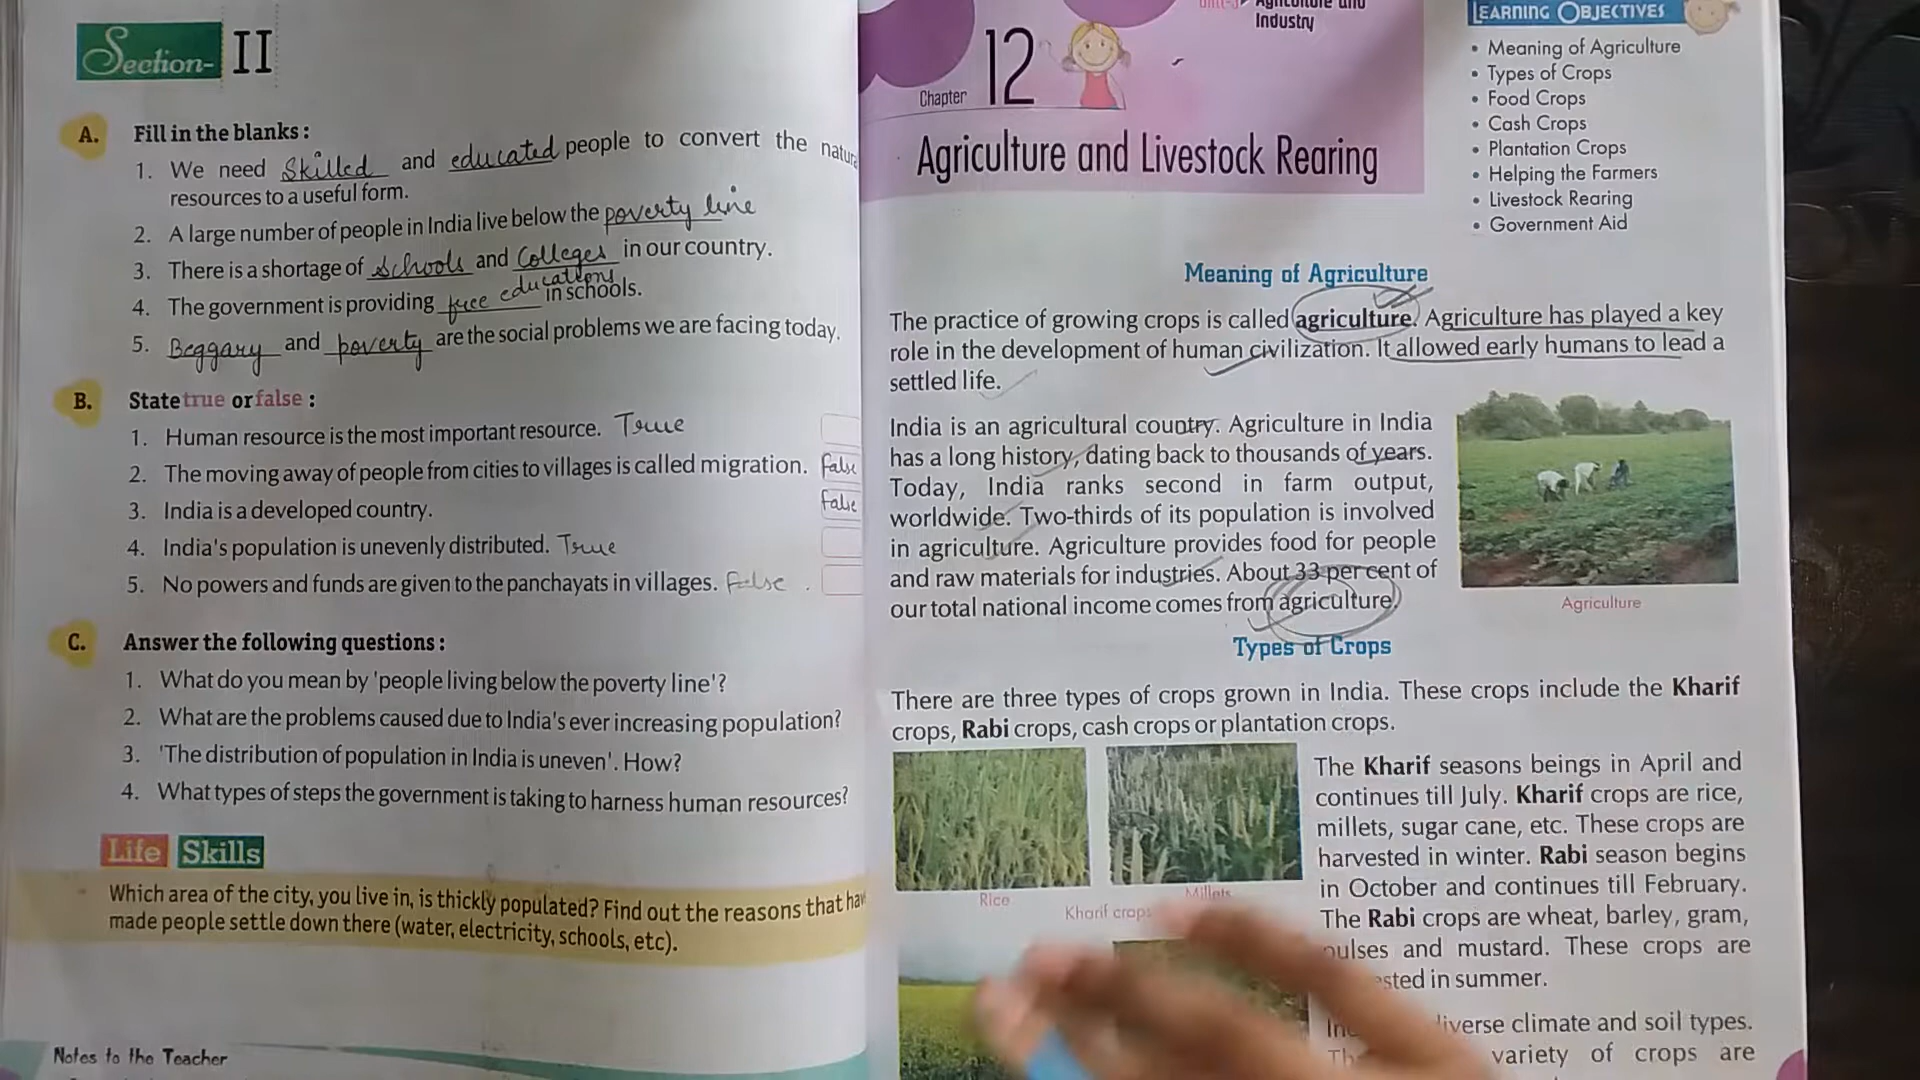 Section- II
A. Fill in the blanks :
1. We need Skilled and educated people to convert the
resources to a useful form.
2. A large number of people in India live below the poverty line
3. There is a shortage of Schools and Colleges in our country.
4. The government is providing free educations in schools.
5. Beggary and poverty are the social problems we are facing today.
B. State true or false :
1. Human resource is the most important resource. True
2. The moving away of people from cities to villages is called migration. False
3. India is a developed country. False
4. India's population is unevenly distributed. True
5. No powers and funds are given to the panchayats in villages. False
C. Answer the following questions :
1. What do you mean by 'people living below the poverty line'?
2. What are the problems caused due to India's ever increasing population?
3. 'The distribution of population in India is uneven'. How?
4. What types of steps the government is taking to harness human resources?
Life Skills
Which area of the city, you live in, is thickly populated? Find out the reasons that
made people settle down there (water, electricity, schools, etc).
Notes to the Teacher
Agriculture and
Industry
Chapter 12
Agriculture and Livestock Rearing
LEARNING OBJECTIVES
• Meaning of Agriculture
• Types of Crops
• Food Crops
• Cash Crops
• Plantation Crops
• Helping the Farmers
• Livestock Rearing
• Government Aid
Meaning of Agriculture
The practice of growing crops is called agriculture. Agriculture has played a key
role in the development of human civilization. It allowed early humans to lead a
settled life.
India is an agricultural country. Agriculture in India
has a long history, dating back to thousands of years.
Today, India ranks second in farm output,
worldwide. Two-thirds of its population is involved
in agriculture. Agriculture provides food for people
and raw materials for industries. About 33 per cent of
our total national income comes from agriculture.
Agriculture
Types of Crops
There are three types of crops grown in India. These crops include the Kharif
crops, Rabi crops, cash crops or plantation crops.
Rice
Millets
Kharif crops
The Kharif seasons beings in April and
continues till July. Kharif crops are rice,
millets, sugar cane, etc. These crops are
harvested in winter. Rabi season begins
in October and continues till February.
The Rabi crops are wheat, barley, gram,
pulses and mustard. These crops are
in summer.
climate and soil types.
variety of crops are